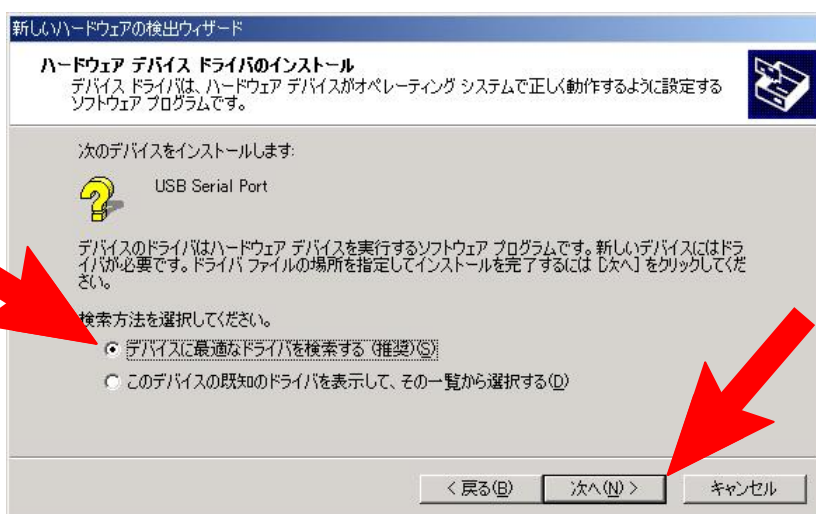 新しいハードウェアの検出ウィザード
ハードウェア デバイス ドライバのインストール
デバイス ドライバは、ハードウェア デバイスがオペレーティング システムで正しく動作するように設定する
ソフトウェア プログラムです。
次のデバイスをインストールします:
USB Serial Port
デバイスのドライバはハードウェア デバイスを実行するソフトウェア プログラムです。新しいデバイスにはドラ
イバが必要です。ドライバ ファイルの場所を指定してインストールを完了するには [次へ] をクリックしてくだ
さい。
検索方法を選択してください。
デバイスに最適なドライバを検索する (推奨)(S)
このデバイスの既知のドライバを表示して、その一覧から選択する(D)
< 戻る(B) 次へ(N) > キャンセル